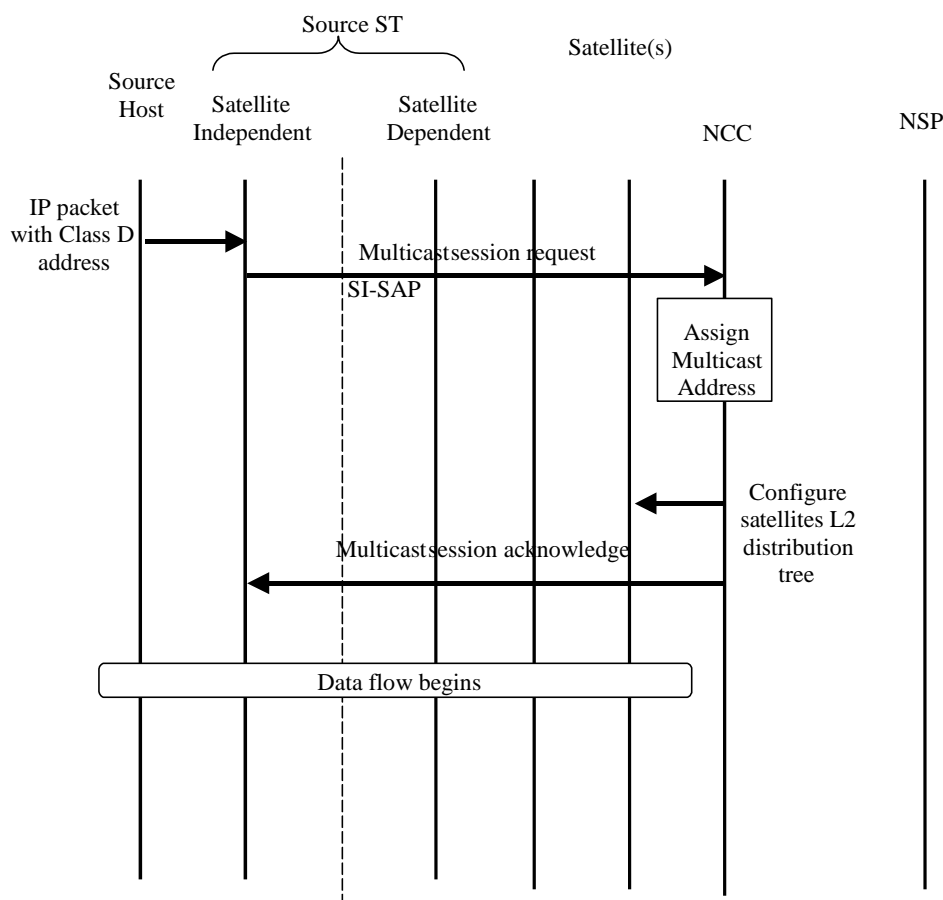 Source ST
Satellite(s)
Source
Host
Satellite
Independent
Satellite
Dependent
NCC
NSP
IP packet
with Class D
address
Multicastsession request
SI-SAP
Assign
Multicast
Address
Configure
satellites L2
distribution
tree
Multicastsession acknowledge
Data flow begins